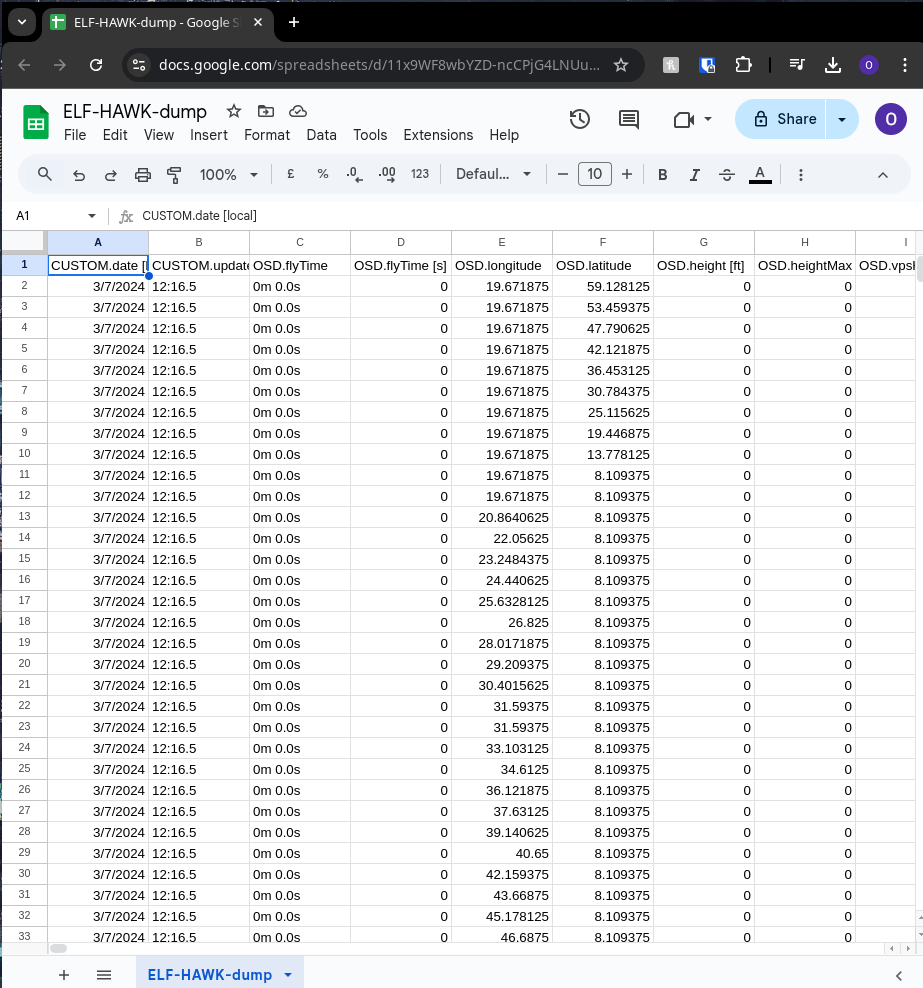 ELF-HAWK-dump - Google S
docs.google.com/spreadsheets/d/11x9WF8wbYZD-ncCPjG4LNUu...
O
ELF-HAWK-dump
File Edit View Insert Format Data Tools Extensions Help
Share
O
100% £ % .0 .00 123 Defaul... 10 B I S A
A1 fx CUSTOM.date [local]
A B C D E F G H I
1 CUSTOM.date [l CUSTOM.update OSD.flyTime OSD.flyTime [s] OSD.longitude OSD.latitude OSD.height [ft] OSD.heightMax OSD.vpsH
2 3/7/2024 12:16.5 0m 0.0s 0 19.671875 59.128125 0 0
3 3/7/2024 12:16.5 0m 0.0s 0 19.671875 53.459375 0 0
4 3/7/2024 12:16.5 0m 0.0s 0 19.671875 47.790625 0 0
5 3/7/2024 12:16.5 0m 0.0s 0 19.671875 42.121875 0 0
6 3/7/2024 12:16.5 0m 0.0s 0 19.671875 36.453125 0 0
7 3/7/2024 12:16.5 0m 0.0s 0 19.671875 30.784375 0 0
8 3/7/2024 12:16.5 0m 0.0s 0 19.671875 25.115625 0 0
9 3/7/2024 12:16.5 0m 0.0s 0 19.671875 19.446875 0 0
10 3/7/2024 12:16.5 0m 0.0s 0 19.671875 13.778125 0 0
11 3/7/2024 12:16.5 0m 0.0s 0 19.671875 8.109375 0 0
12 3/7/2024 12:16.5 0m 0.0s 0 19.671875 8.109375 0 0
13 3/7/2024 12:16.5 0m 0.0s 0 20.8640625 8.109375 0 0
14 3/7/2024 12:16.5 0m 0.0s 0 22.05625 8.109375 0 0
15 3/7/2024 12:16.5 0m 0.0s 0 23.2484375 8.109375 0 0
16 3/7/2024 12:16.5 0m 0.0s 0 24.440625 8.109375 0 0
17 3/7/2024 12:16.5 0m 0.0s 0 25.6328125 8.109375 0 0
18 3/7/2024 12:16.5 0m 0.0s 0 26.825 8.109375 0 0
19 3/7/2024 12:16.5 0m 0.0s 0 28.0171875 8.109375 0 0
20 3/7/2024 12:16.5 0m 0.0s 0 29.209375 8.109375 0 0
21 3/7/2024 12:16.5 0m 0.0s 0 30.4015625 8.109375 0 0
22 3/7/2024 12:16.5 0m 0.0s 0 31.59375 8.109375 0 0
23 3/7/2024 12:16.5 0m 0.0s 0 31.59375 8.109375 0 0
24 3/7/2024 12:16.5 0m 0.0s 0 33.103125 8.109375 0 0
25 3/7/2024 12:16.5 0m 0.0s 0 34.6125 8.109375 0 0
26 3/7/2024 12:16.5 0m 0.0s 0 36.121875 8.109375 0 0
27 3/7/2024 12:16.5 0m 0.0s 0 37.63125 8.109375 0 0
28 3/7/2024 12:16.5 0m 0.0s 0 39.140625 8.109375 0 0
29 3/7/2024 12:16.5 0m 0.0s 0 40.65 8.109375 0 0
30 3/7/2024 12:16.5 0m 0.0s 0 42.159375 8.109375 0 0
31 3/7/2024 12:16.5 0m 0.0s 0 43.66875 8.109375 0 0
32 3/7/2024 12:16.5 0m 0.0s 0 45.178125 8.109375 0 0
33 3/7/2024 12:16.5 0m 0.0s 0 46.6875 8.109375 0 0
ELF-HAWK-dump